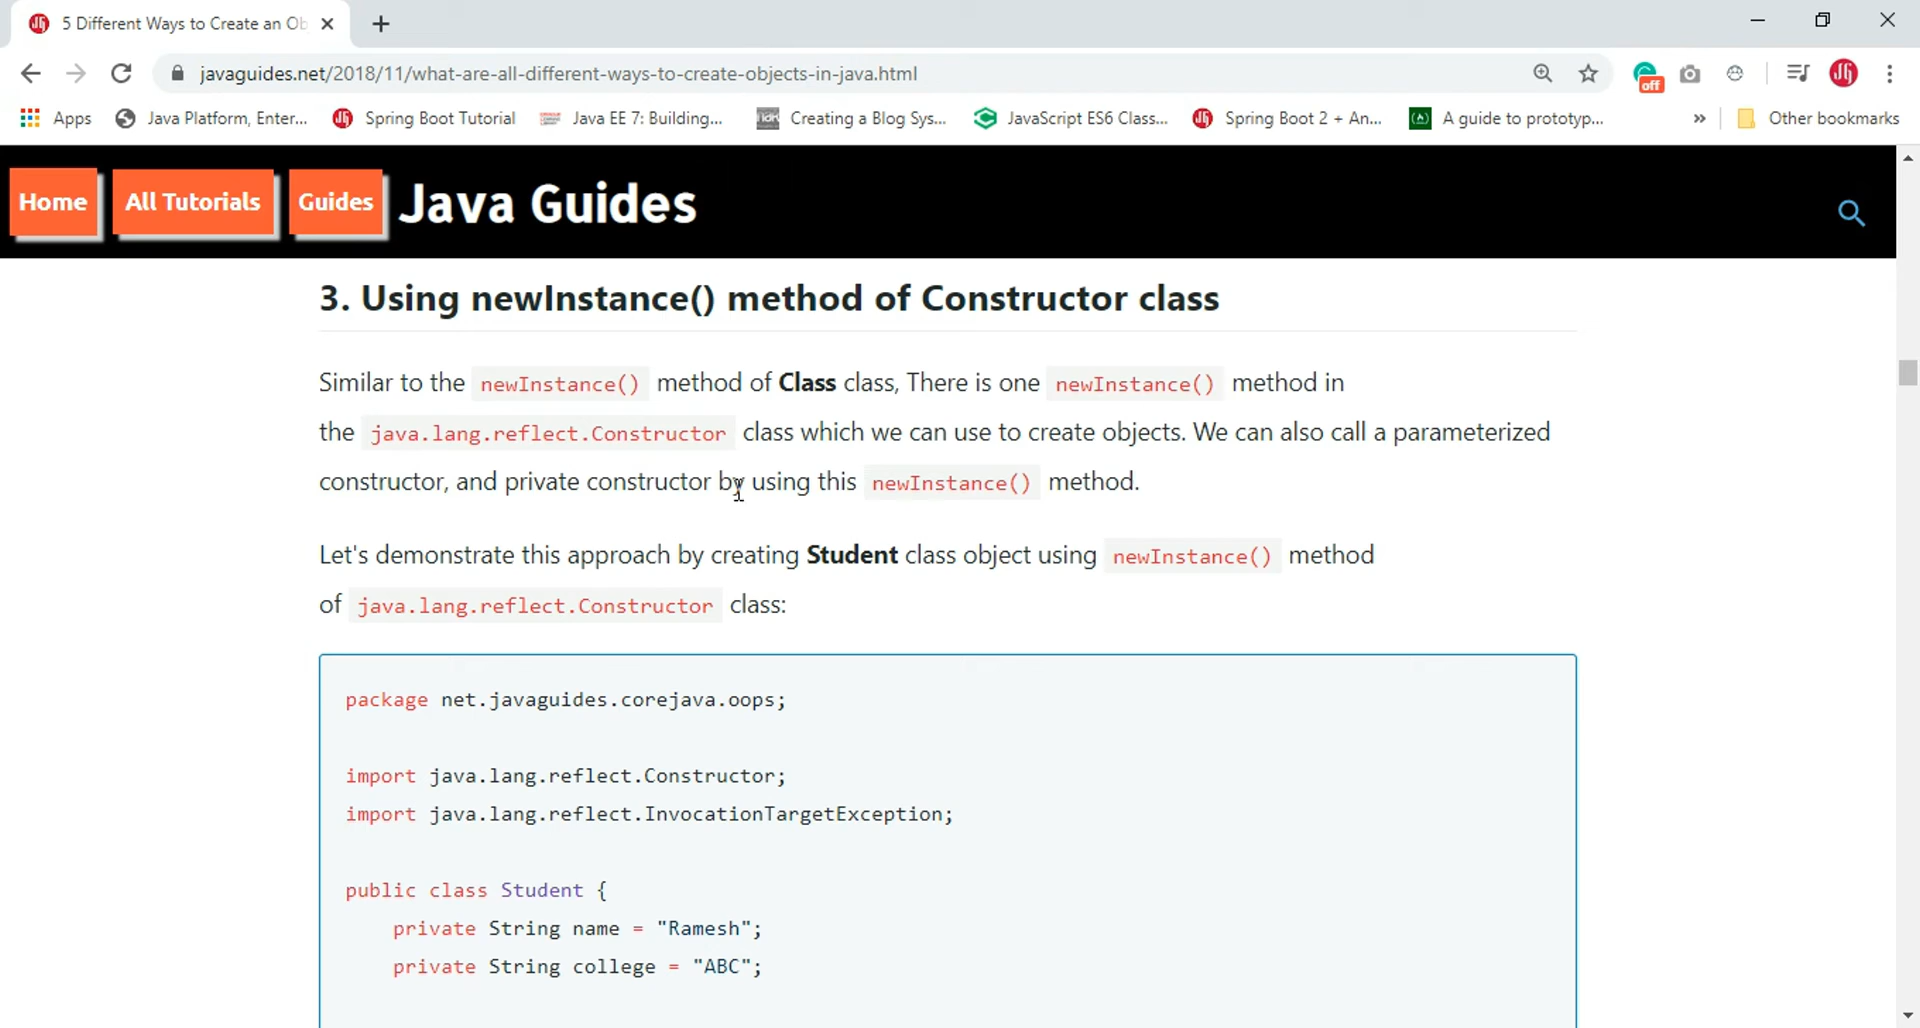 5 Different Ways to Create an Ob
javaguides.net/2018/11/what-are-all-different-ways-to-create-objects-in-java.html
off
Apps Java Platform, Enter... Spring Boot Tutorial Java EE 7: Building... Creating a Blog Sys... JavaScript ES6 Class... Spring Boot 2 + An... A guide to prototyp... » Other bookmarks
Home All Tutorials Guides Java Guides
3. Using newInstance() method of Constructor class
Similar to the newInstance() method of Class class, There is one newInstance() method in
the java.lang.reflect.Constructor class which we can use to create objects. We can also call a parameterized
constructor, and private constructor by using this newInstance() method.
Let's demonstrate this approach by creating Student class object using newInstance() method
of java.lang.reflect.Constructor class:
package net.javaguides.corejava.oops;
import java.lang.reflect.Constructor;
import java.lang.reflect.InvocationTargetException;
public class Student {
private String name = "Ramesh";
private String college = "ABC";